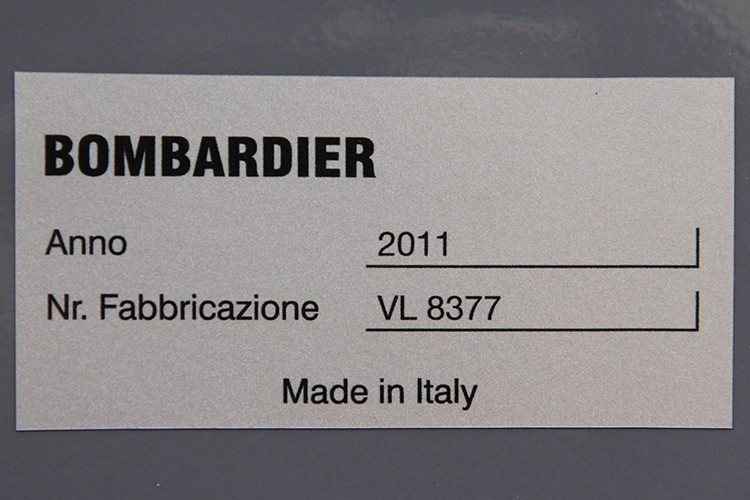 BOMBARDIER
Anno 2011
Nr. Fabbricazione VL 8377
Made in Italy